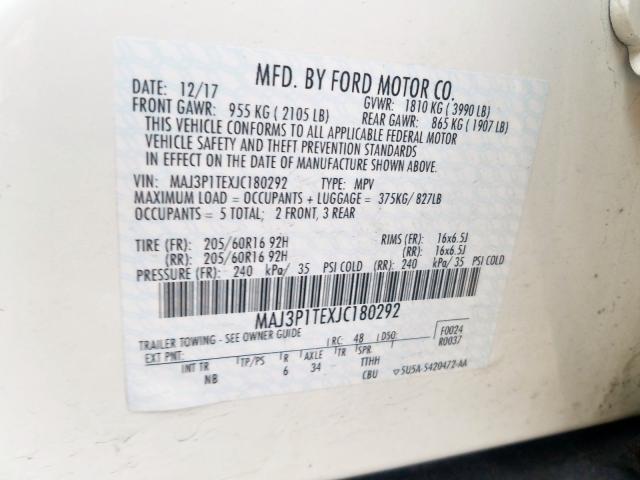 MFD. BY FORD MOTOR CO.
DATE: 12/17 GVWR: 1810 KG ( 3990 LB)
FRONT GAWR: 955 KG ( 2105 LB) REAR GAWR: 865 KG ( 1907 LB)
THIS VEHICLE CONFORMS TO ALL APPLICABLE FEDERAL MOTOR
VEHICLE SAFETY AND THEFT PREVENTION STANDARDS
IN EFFECT ON THE DATE OF MANUFACTURE SHOWN ABOVE.
VIN: MAJ3P1TEXJC180292 TYPE: MPV
MAXIMUM LOAD = OCCUPANTS + LUGGAGE = 375KG/ 827LB
OCCUPANTS = 5 TOTAL; 2 FRONT, 3 REAR
TIRE (FR): 205/60R16 92H RIMS (FR): 16x6.5J
(RR): 205/60R16 92H (RR): 16x6.5J
PRESSURE (FR): 240 kPa/ 35 PSI COLD (RR): 240 kPa/ 35 PSI COLD
MAJ3P1TEXJC180292
TRAILER TOWING - SEE OWNER GUIDE F0024
EXT PNT: RC: 48 DSO: R0037
INT TR TP/PS R AXLE TR SPR
NB 6 34 TTHH
CBU 5U5A-5420472-AA